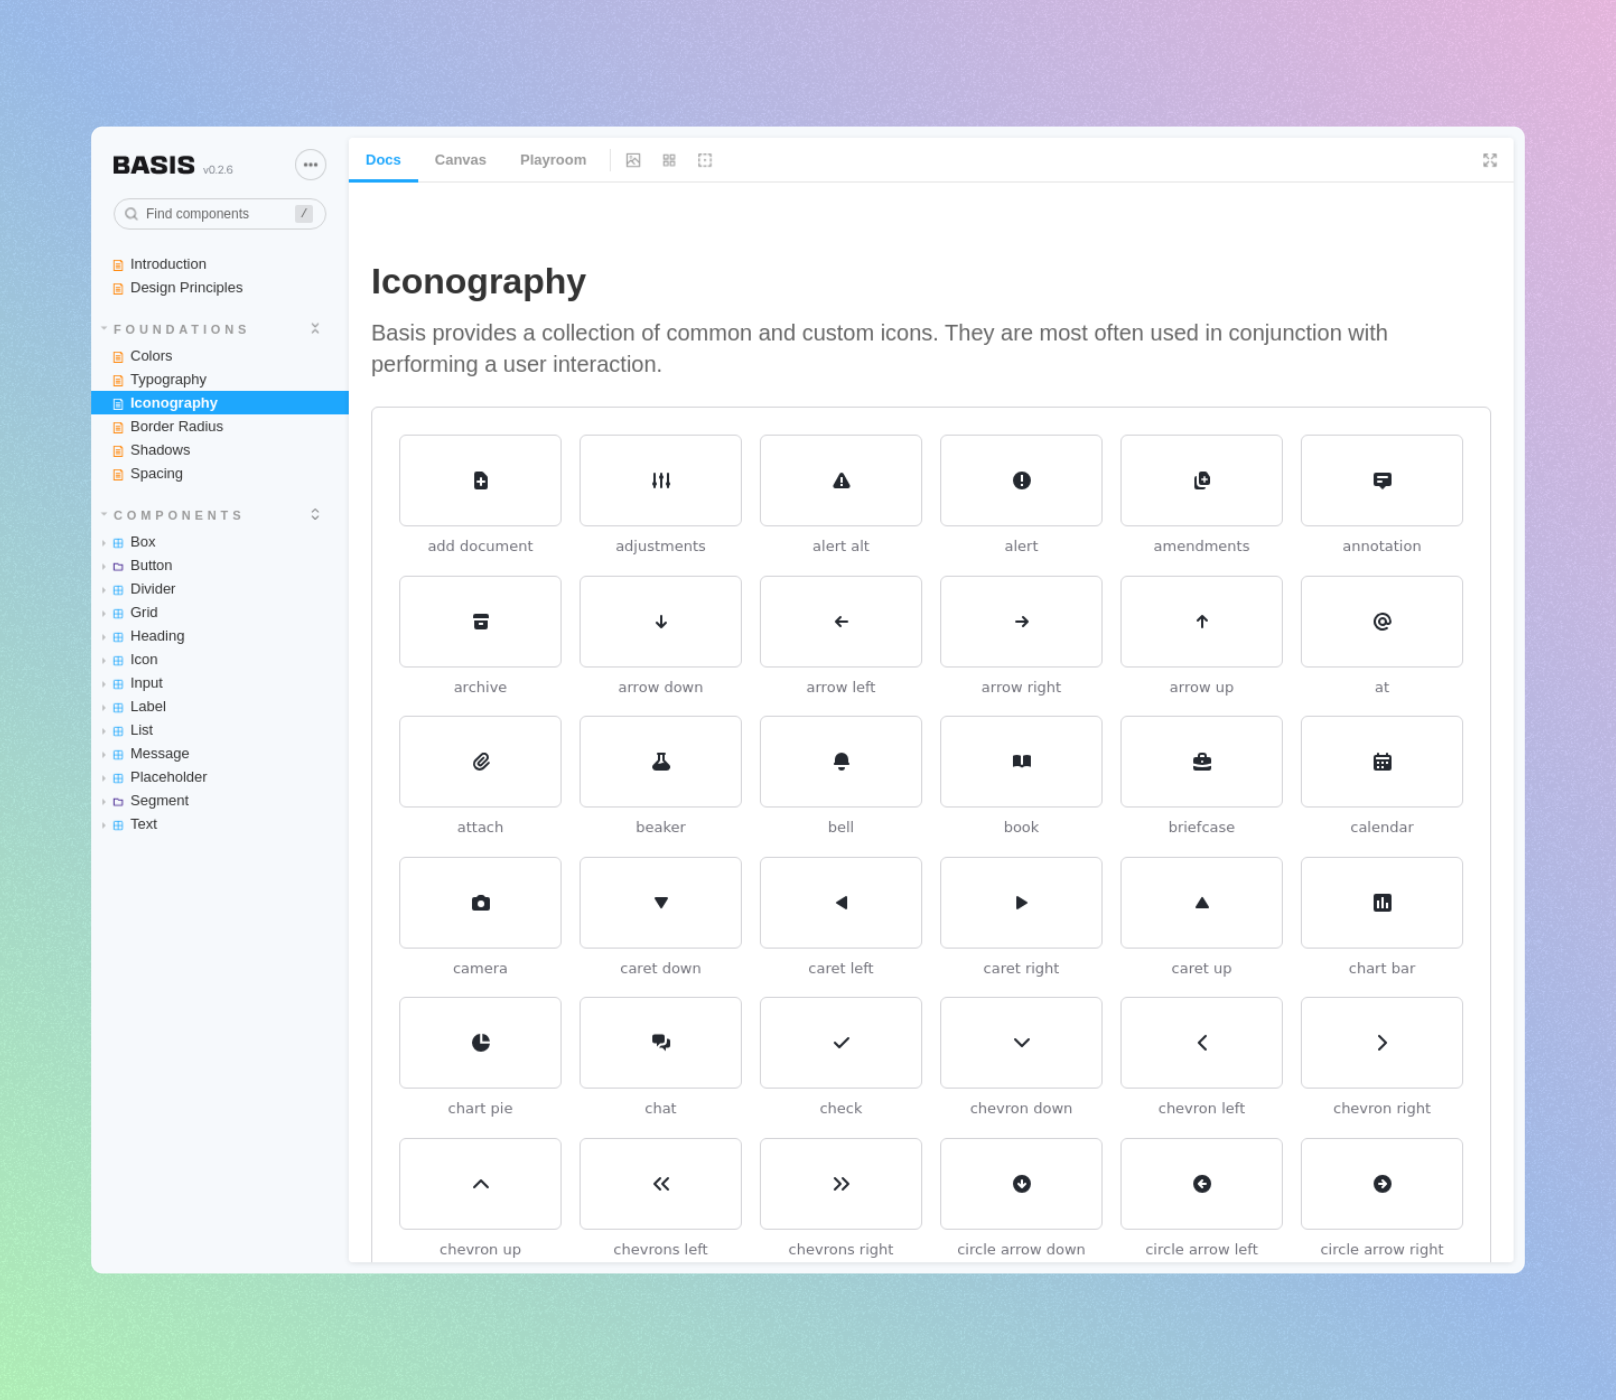 BASIS v0.2.6
Find components /
Introduction
Design Principles
FOUNDATIONS
Colors
Typography
Iconography
Border Radius
Shadows
Spacing
COMPONENTS
Box
Button
Divider
Grid
Heading
Icon
Input
Label
List
Message
Placeholder
Segment
Text
Docs Canvas Playroom
Iconography
Basis provides a collection of common and custom icons. They are most often used in conjunction with
performing a user interaction.
add document adjustments alert alt alert amendments annotation
archive arrow down arrow left arrow right arrow up at
attach beaker bell book briefcase calendar
camera caret down caret left caret right caret up chart bar
chart pie chat check chevron down chevron left chevron right
chevron up chevrons left chevrons right circle arrow down circle arrow left circle arrow right